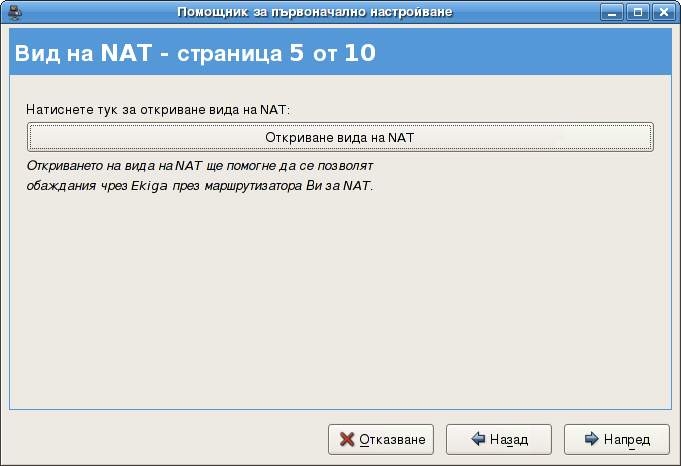 Помощник за първоначално настройване
Вид на NAT - страница 5 от 10
Натиснете тук за откриване вида на NAT:
Откриване вида на NAT
Откриването на вида на NAT ще помогне да се позволят
обаждания чрез Ekiga през маршрутизатора Ви за NAT.
Отказване
Назад
Напред